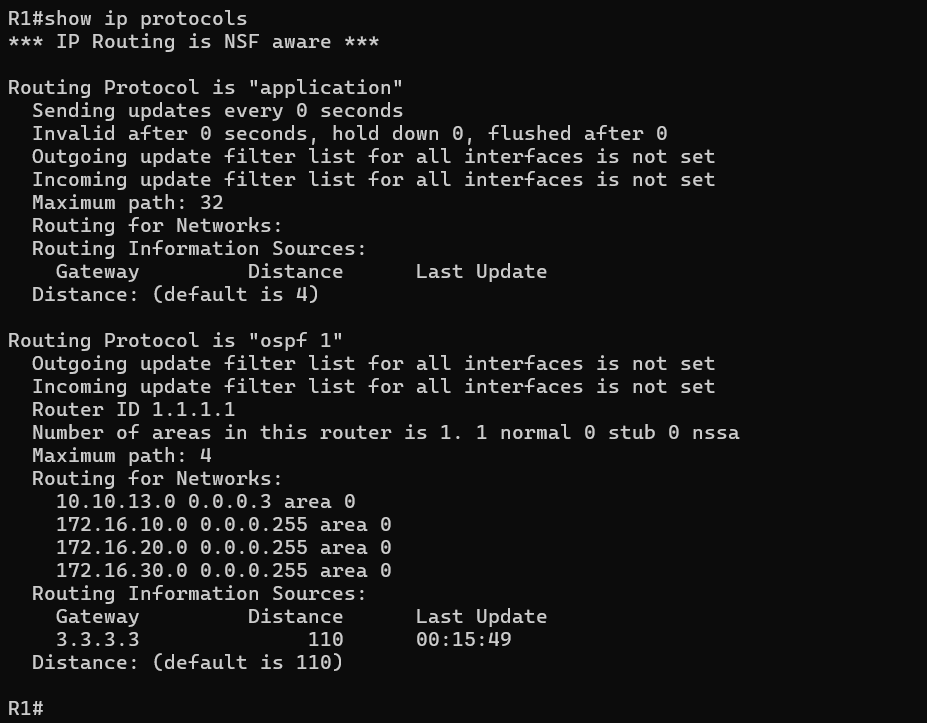 R1#show ip protocols
*** IP Routing is NSF aware ***

Routing Protocol is "application"
  Sending updates every 0 seconds
  Invalid after 0 seconds, hold down 0, flushed after 0
  Outgoing update filter list for all interfaces is not set
  Incoming update filter list for all interfaces is not set
  Maximum path: 32
  Routing for Networks:
  Routing Information Sources:
    Gateway         Distance      Last Update
  Distance: (default is 4)

Routing Protocol is "ospf 1"
  Outgoing update filter list for all interfaces is not set
  Incoming update filter list for all interfaces is not set
  Router ID 1.1.1.1
  Number of areas in this router is 1. 1 normal 0 stub 0 nssa
  Maximum path: 4
  Routing for Networks:
    10.10.13.0 0.0.0.3 area 0
    172.16.10.0 0.0.0.255 area 0
    172.16.20.0 0.0.0.255 area 0
    172.16.30.0 0.0.0.255 area 0
  Routing Information Sources:
    Gateway         Distance      Last Update
    3.3.3.3              110      00:15:49
  Distance: (default is 110)

R1#